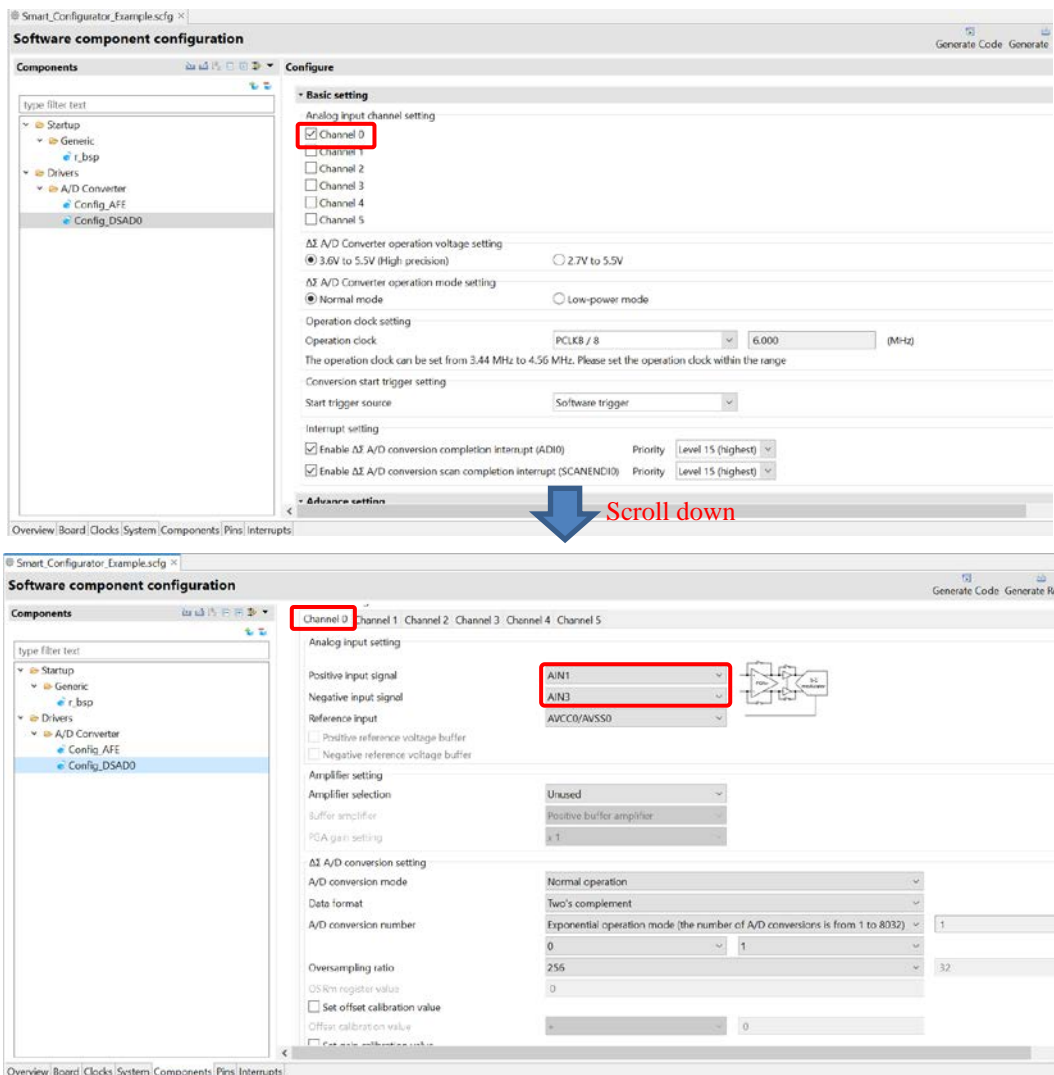 Smart_Configurator_Example.scfg ×
Software component configuration
Generate Code Generate
Components
Configure
type filter text
Startup
Generic
r_bsp
Drivers
A/D Converter
Config_AFE
Config_DSAD0
Basic setting
Analog input channel setting
Channel 0
Channel 1
Channel 2
Channel 3
Channel 4
Channel 5
ΔΣ A/D Converter operation voltage setting
3.6V to 5.5V (High precision) 2.7V to 5.5V
ΔΣ A/D Converter operation mode setting
Normal mode Low-power mode
Operation clock setting
Operation clock PCLKB / 8 6.000 (MHz)
The operation clock can be set from 3.44 MHz to 4.56 MHz. Please set the operation clock within the range
Conversion start trigger setting
Start trigger source Software trigger
Interrupt setting
Enable ΔΣ A/D conversion completion interrupt (ADI0) Priority Level 15 (highest)
Enable ΔΣ A/D conversion scan completion interrupt (SCANENDI0) Priority Level 15 (highest)
Advance setting
Overview Board Clocks System Components Pins Interrupts
Scroll down
Smart_Configurator_Example.scfg ×
Software component configuration
Generate Code Generate R
Components
type filter text
Startup
Generic
r_bsp
Drivers
A/D Converter
Config_AFE
Config_DSAD0
Channel 0 Channel 1 Channel 2 Channel 3 Channel 4 Channel 5
Analog input setting
Positive input signal AIN1
Negative input signal AIN3
Reference input AVCC0/AVSS0
Positive reference voltage buffer
Negative reference voltage buffer
Amplifier setting
Amplifier selection Unused
Buffer amplifier Positive buffer amplifier
PGA gain setting x 1
ΔΣ A/D conversion setting
A/D conversion mode Normal operation
Data format Two's complement
A/D conversion number Exponential operation mode (the number of A/D conversions is from 1 to 8032) 1
0 1
Oversampling ratio 256 32
OSRm register value 0
Set offset calibration value
Offset calibration value + 0
Set gain calibration value
Overview Board Clocks System Components Pins Interrupts